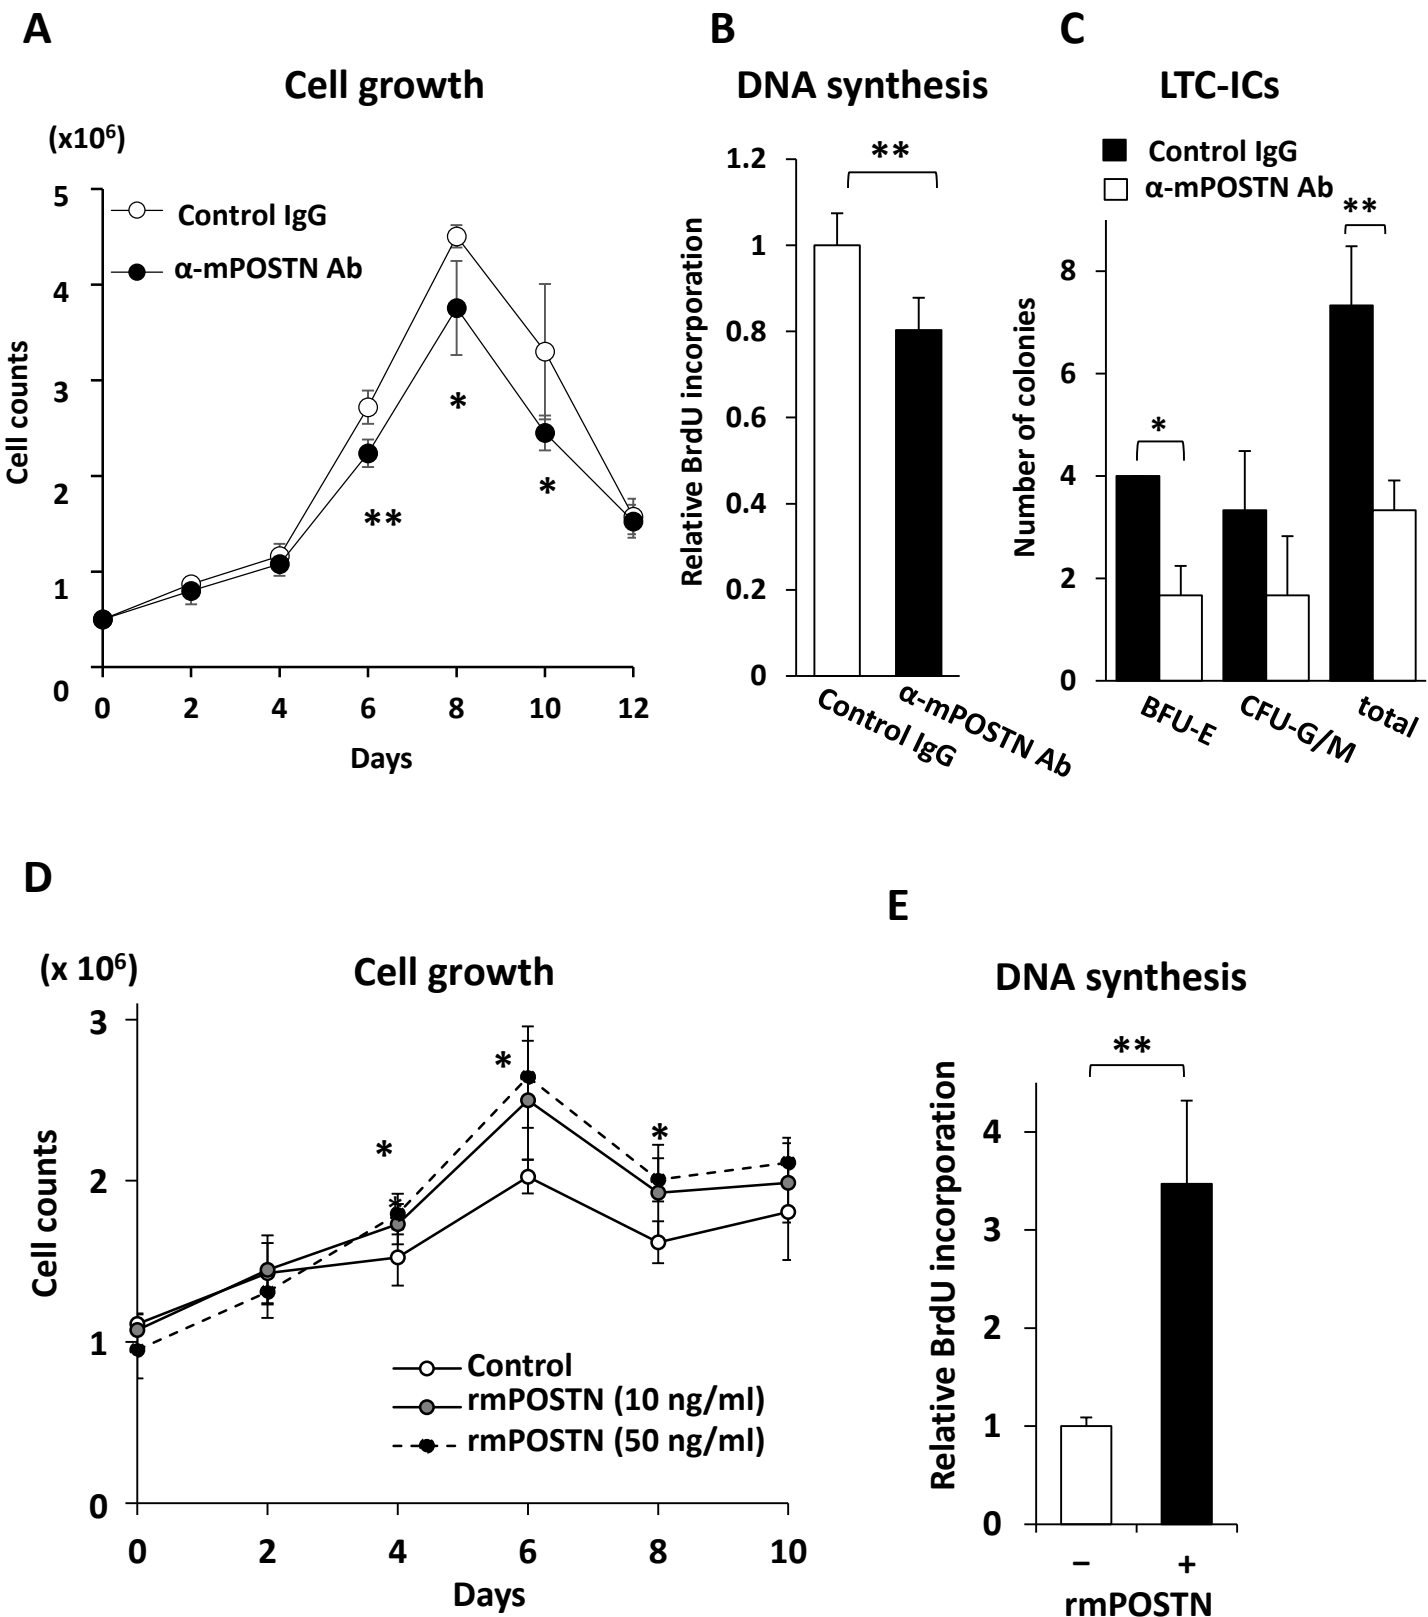 A
Cell growth
(x10⁶)
5
4
3
2
1
0
Cell counts
Control IgG
α-mPOSTN Ab
**
*
*
0 2 4 6 8 10 12
Days
B
DNA synthesis
**
1.2
1
0.8
0.6
0.4
0.2
0
Relative BrdU incorporation
Control IgG
α-mPOSTN Ab
C
LTC-ICs
Control IgG
α-mPOSTN Ab
**
*
8
6
4
2
0
Number of colonies
BFU-E
CFU-G/M
total
D
Cell growth
(x 10⁶)
3
2
1
0
Cell counts
*
*
*
*
Control
rmPOSTN (10 ng/ml)
rmPOSTN (50 ng/ml)
0 2 4 6 8 10
Days
E
DNA synthesis
**
4
3
2
1
0
Relative BrdU incorporation
− +
rmPOSTN